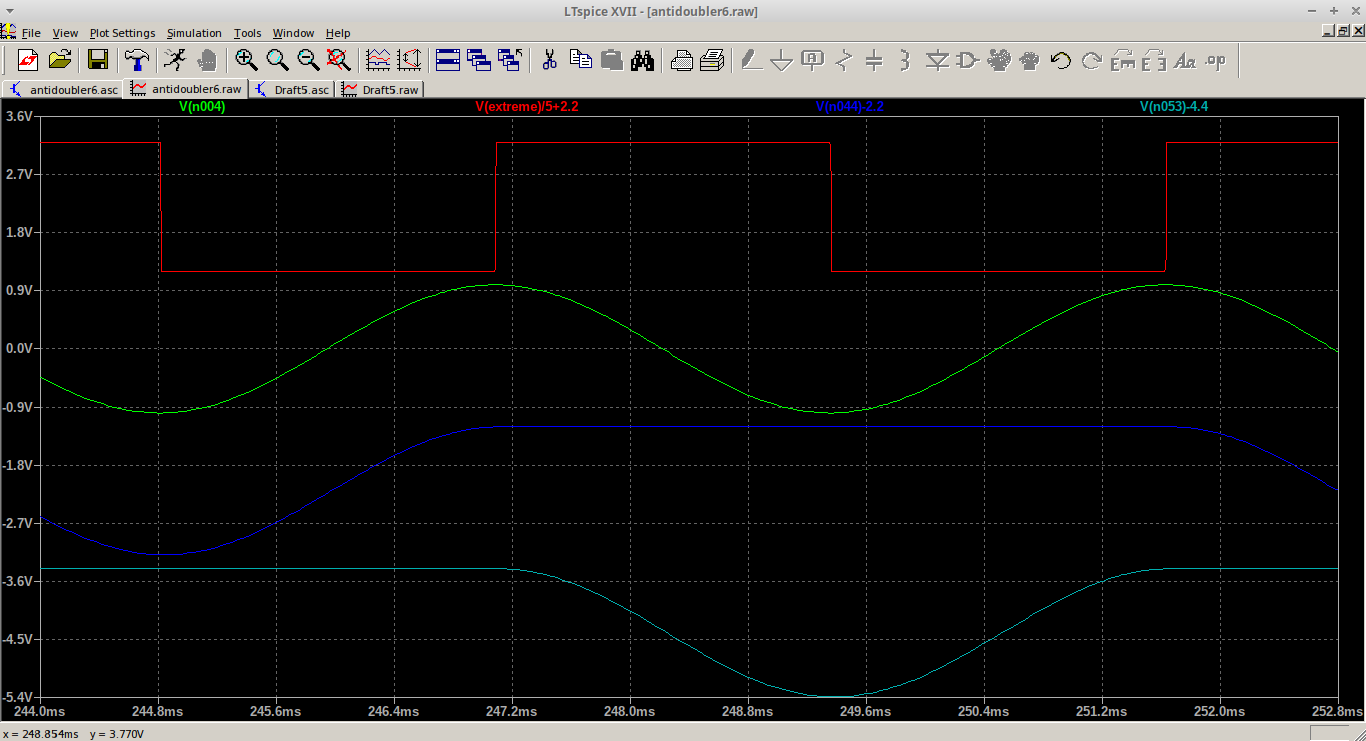 LTspice XVII - [antidoubler6.raw]
File View Plot Settings Simulation Tools Window Help
.op
antidoubler6.asc antidoubler6.raw Draft5.asc Draft5.raw
V(n004) V(extreme)/5+2.2 V(n044)-2.2 V(n053)-4.4
3.6V
2.7V
1.8V
0.9V
0.0V
-0.9V
-1.8V
-2.7V
-3.6V
-4.5V
-5.4V
244.0ms 244.8ms 245.6ms 246.4ms 247.2ms 248.0ms 248.8ms 249.6ms 250.4ms 251.2ms 252.0ms 252.8ms
x = 248.854ms y = 3.770V